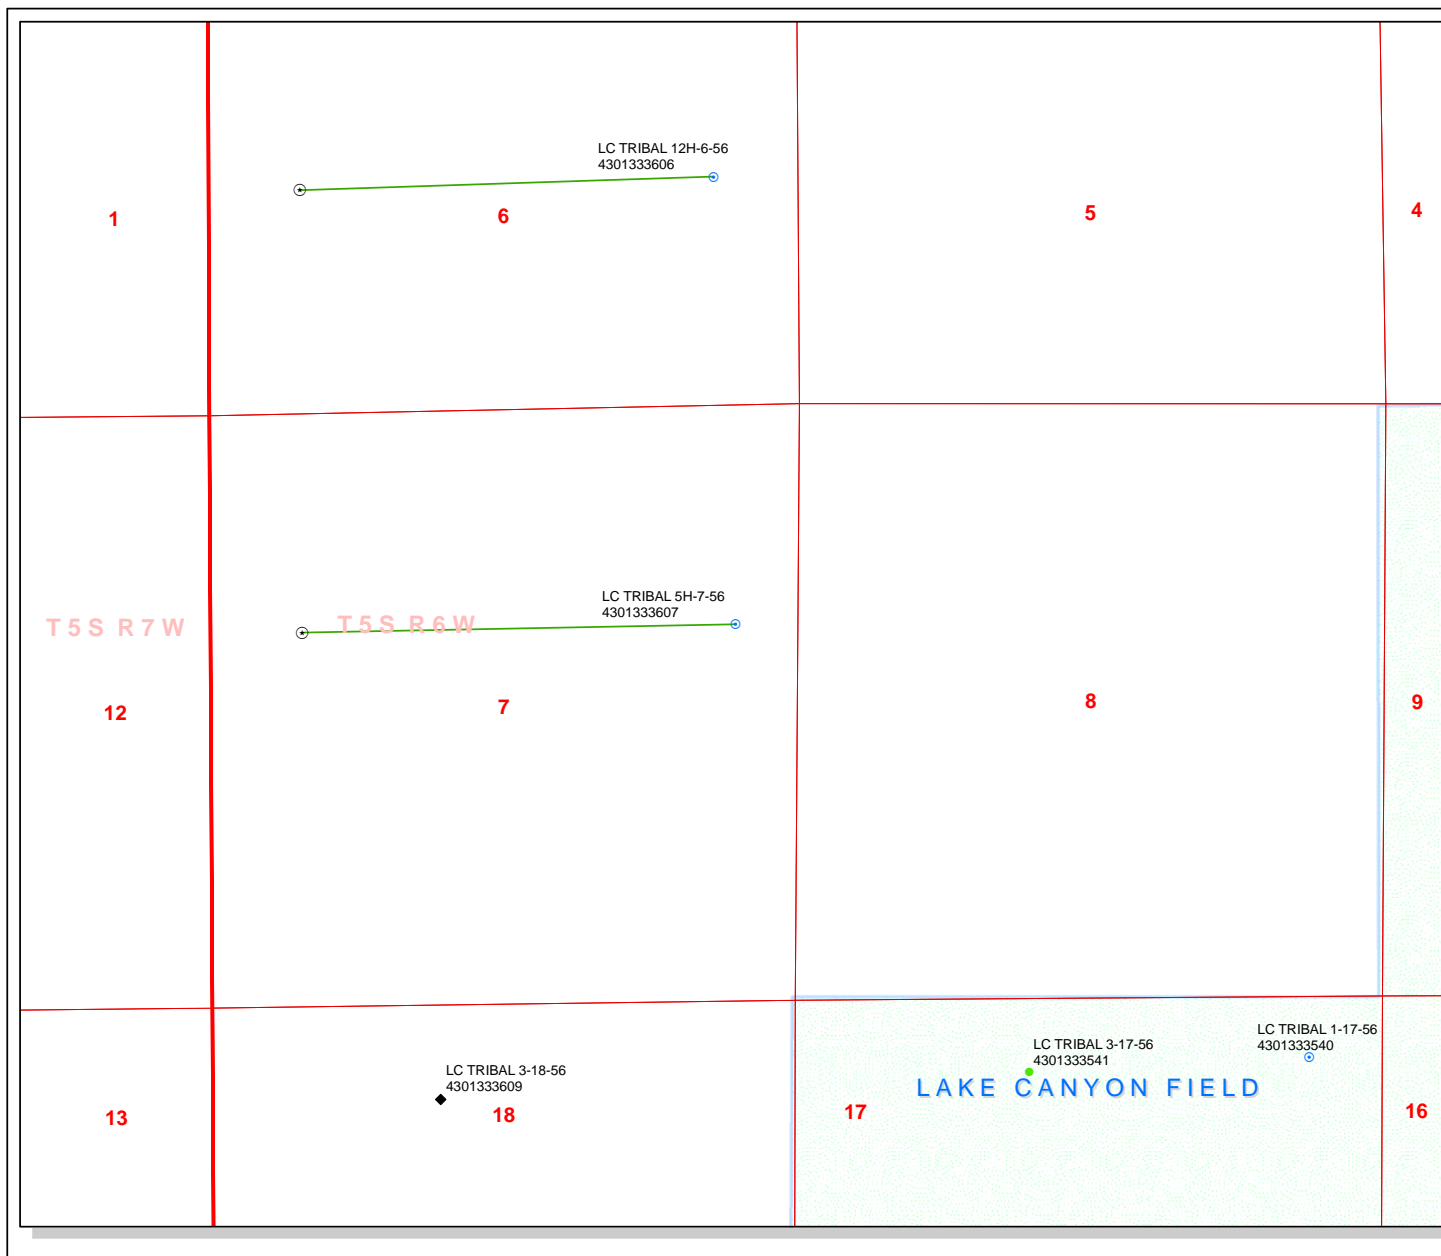 LC TRIBAL 12H-6-56
4301333606
1
6
5
4
LC TRIBAL 5H-7-56
4301333607
T5S R7W
T5S R6W
12
7
8
9
LC TRIBAL 1-17-56
4301333540
LC TRIBAL 3-17-56
4301333541
LC TRIBAL 3-18-56
4301333609
LAKE CANYON FIELD
13
18
17
16